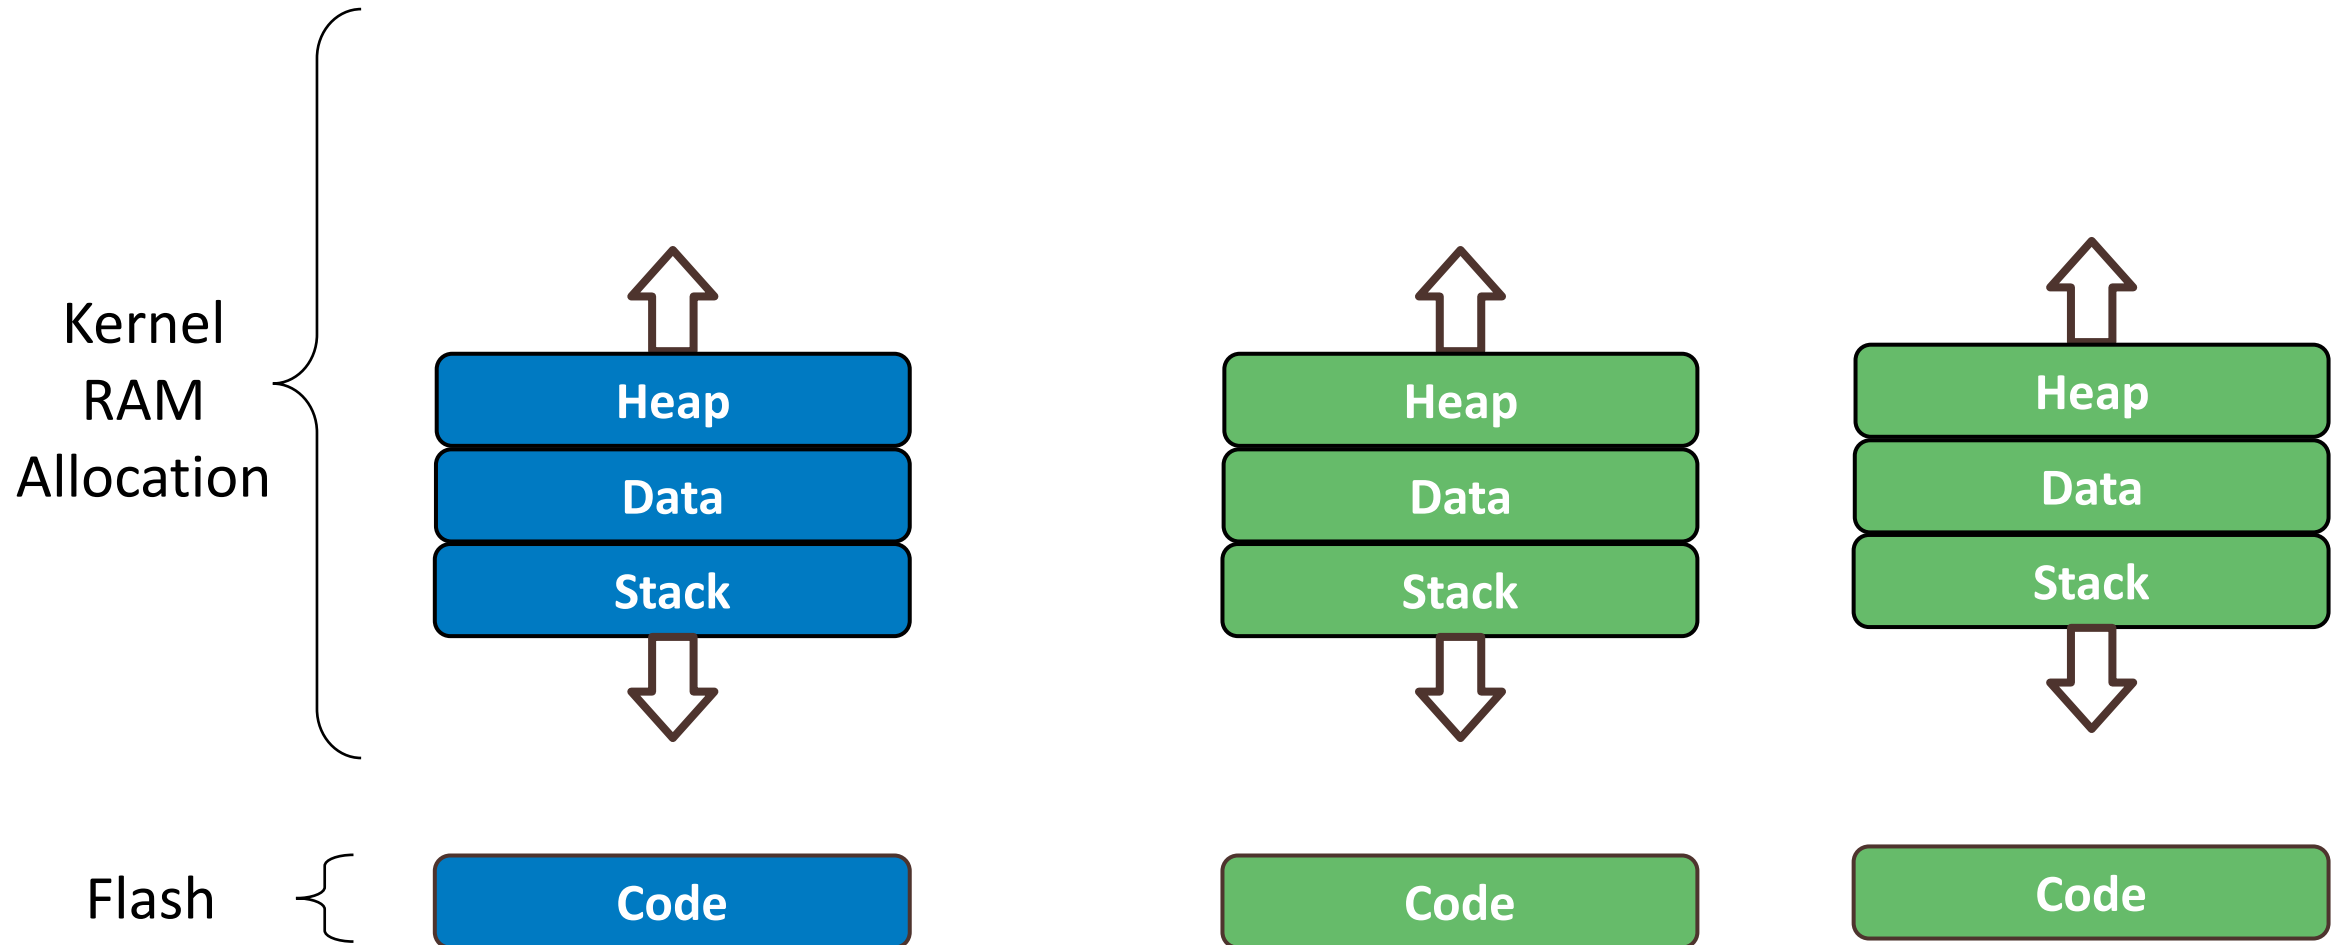 Kernel
RAM
Allocation
Heap
Data
Stack
Heap
Data
Stack
Heap
Data
Stack
Flash
Code
Code
Code